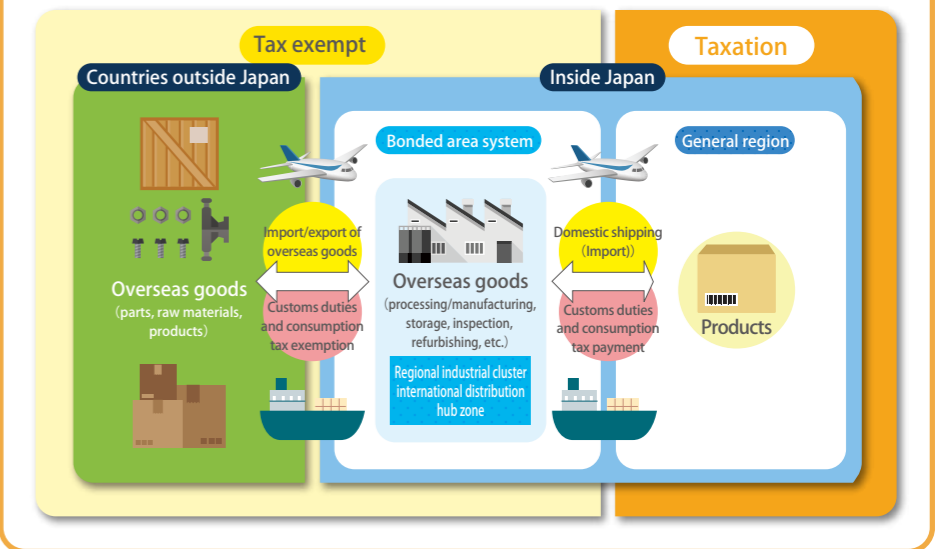 Tax exempt
Taxation
Countries outside Japan
Inside Japan
Bonded area system
General region
Overseas goods
(parts, raw materials,
products)
Import/export of
overseas goods
Customs duties
and consumption
tax exemption
Overseas goods
(processing/manufacturing,
storage, inspection,
refurbishing, etc.)
Regional industrial cluster
international distribution
hub zone
Domestic shipping
(Import))
Customs duties
and consumption
tax payment
Products